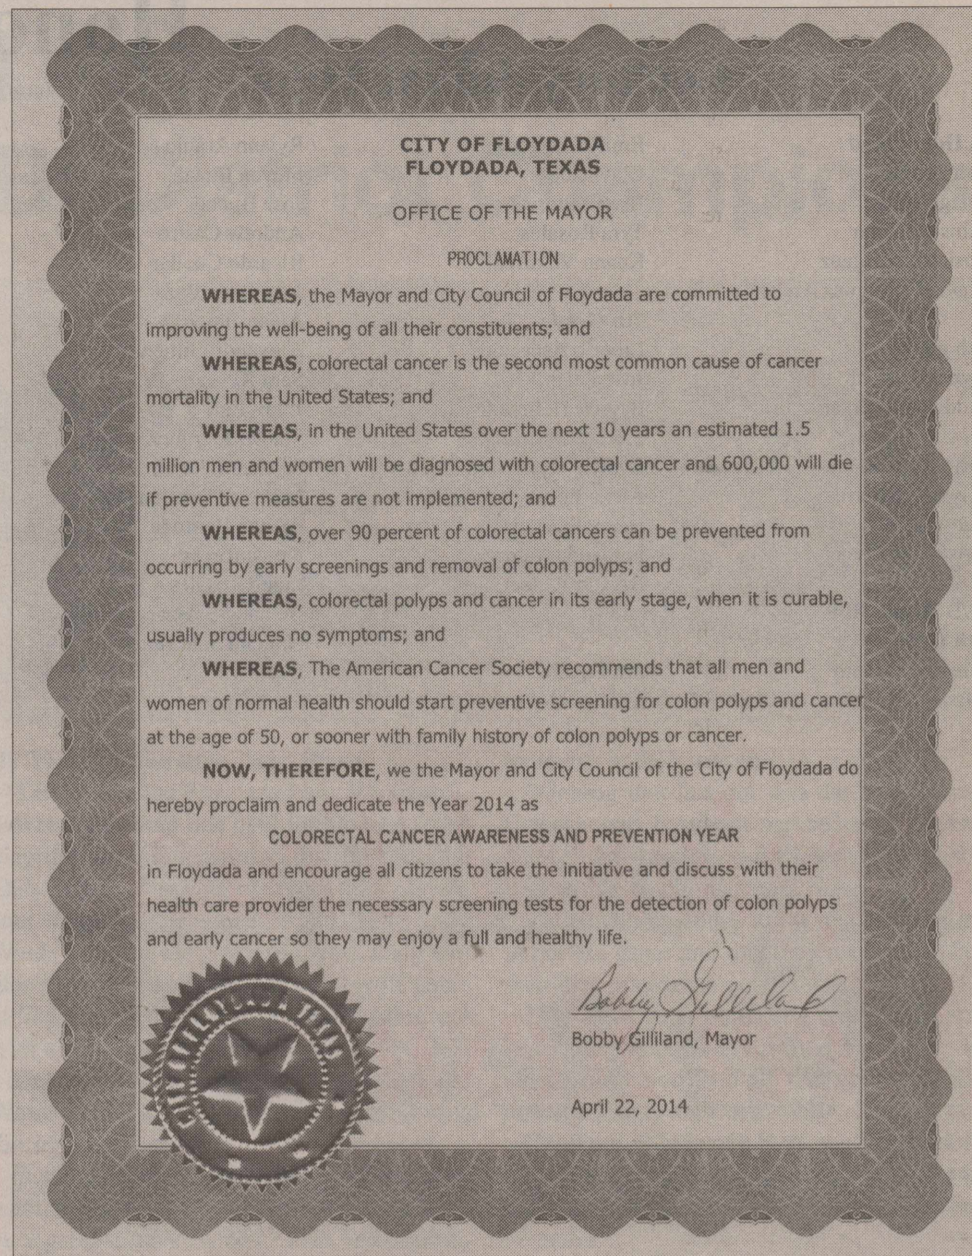 CITY OF FLOYDADA
FLOYDADA, TEXAS
OFFICE OF THE MAYOR
PROCLAMATION
WHEREAS, the Mayor and City Council of Floydada are committed to
improving the well-being of all their constituents; and
WHEREAS, colorectal cancer is the second most common cause of cancer
mortality in the United States; and
WHEREAS, in the United States over the next 10 years an estimated 1.5
million men and women will be diagnosed with colorectal cancer and 600,000 will die
if preventive measures are not implemented; and
WHEREAS, over 90 percent of colorectal cancers can be prevented from
occurring by early screenings and removal of colon polyps; and
WHEREAS, colorectal polyps and cancer in its early stage, when it is curable,
usually produces no symptoms; and
WHEREAS, The American Cancer Society recommends that all men and
women of normal health should start preventive screening for colon polyps and cancer
at the age of 50, or sooner with family history of colon polyps or cancer.
NOW, THEREFORE, we the Mayor and City Council of the City of Floydada do
hereby proclaim and dedicate the Year 2014 as
COLORECTAL CANCER AWARENESS AND PREVENTION YEAR
in Floydada and encourage all citizens to take the initiative and discuss with their
health care provider the necessary screening tests for the detection of colon polyps
and early cancer so they may enjoy a full and healthy life.
CITY OF FLOYDADA TEXAS
Bobby Gilliland
Bobby Gilliland, Mayor
April 22, 2014